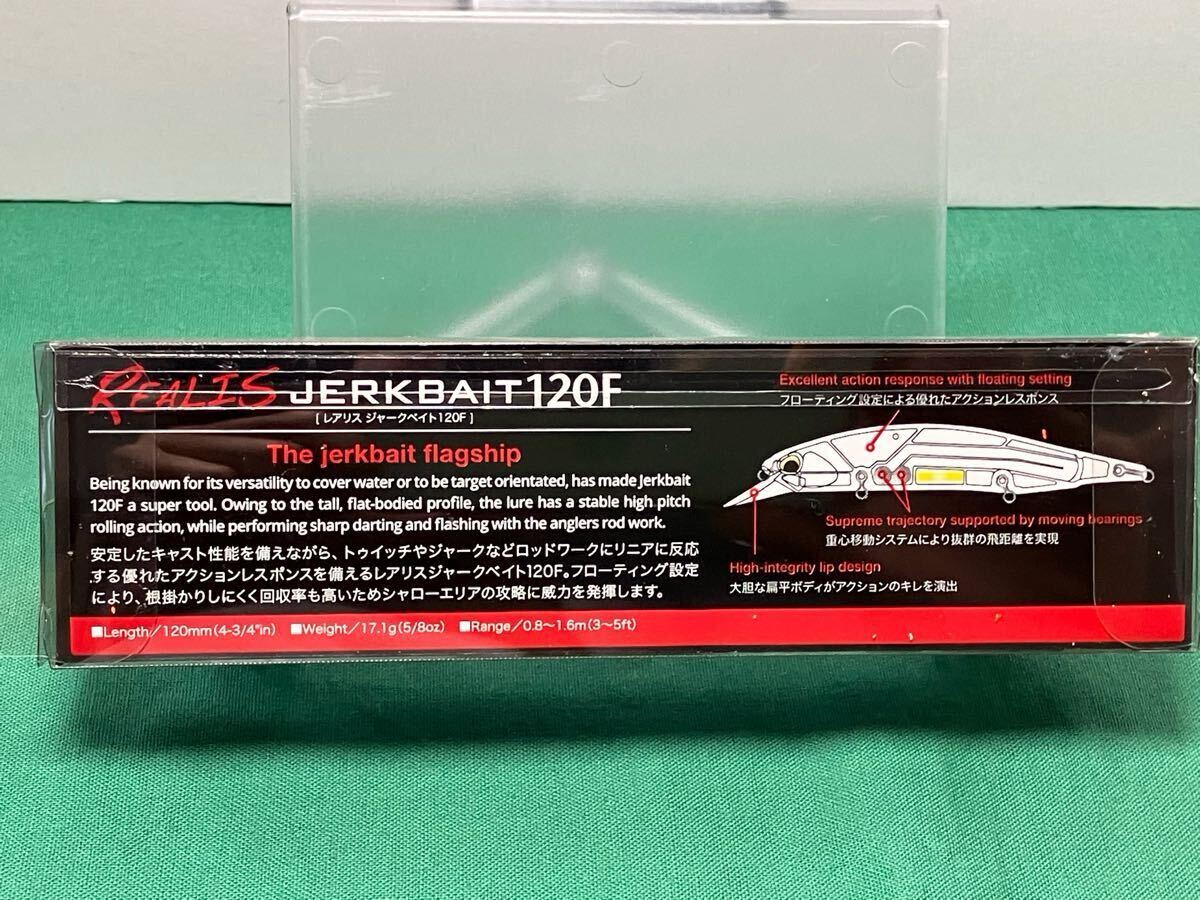 REALIS JERKBAIT 120F
[ レアリス ジャークベイト120F ]
The jerkbait flagship
Being known for its versatility to cover water or to be target orientated, has made Jerkbait
120F a super tool. Owing to the tall, flat-bodied profile, the lure has a stable high pitch
rolling action, while performing sharp darting and flashing with the anglers rod work.
安定したキャスト性能を備えながら、トゥイッチやジャークなどロッドワークにリニアに反応
する優れたアクションレスポンスを備えるレアリスジャークベイト120F。フローティング設定
により、根掛かりしにくく回収率も高いためシャローエリアの攻略に威力を発揮します。
■Length/120mm(4-3/4"in) ■Weight/17.1g(5/8oz) ■Range/0.8〜1.6m(3〜5ft)
Excellent action response with floating setting
フローティング設定による優れたアクションレスポンス
Supreme trajectory supported by moving bearings
重心移動システムにより抜群の飛距離を実現
High-integrity lip design
大胆な扁平ボディがアクションのキレを演出